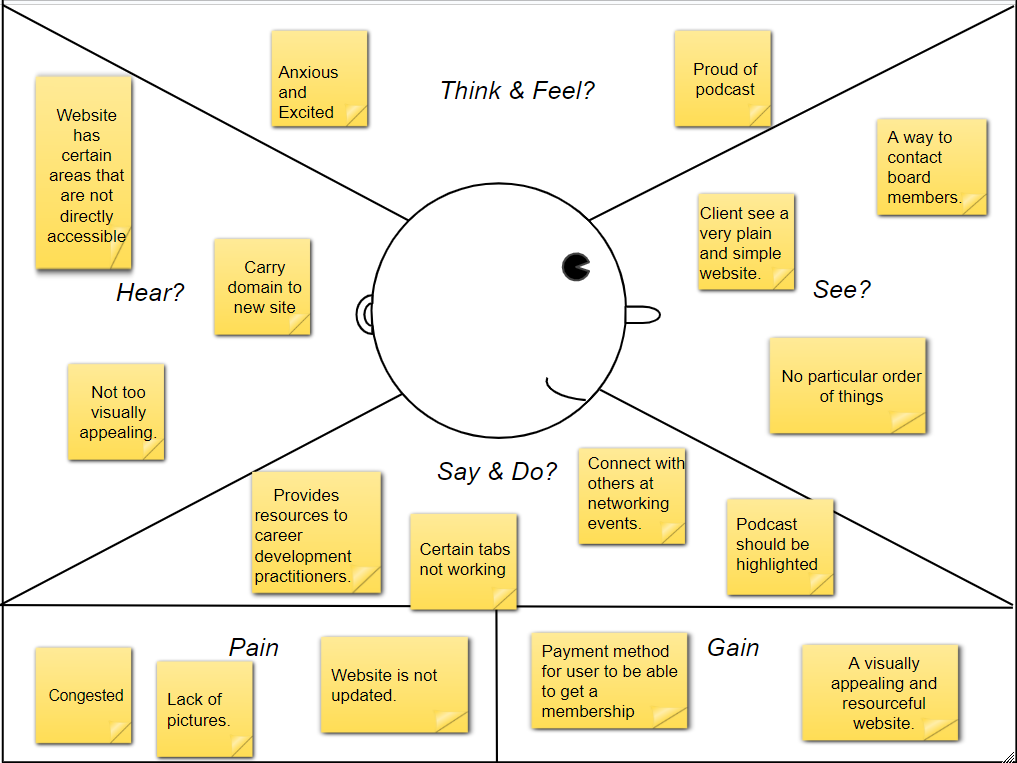 Think & Feel?
Anxious
and
Excited
Proud of
podcast
Hear?
Website
has
certain
areas that
are not
directly
accessible
Carry
domain to
new site
Not too
visually
appealing.
See?
A way to
contact
board
members.
Client see a
very plain
and simple
website.
No particular order
of things
Say & Do?
Provides
resources to
career
development
practitioners.
Certain tabs
not working
Connect with
others at
networking
events.
Podcast
should be
highlighted
Pain
Congested
Lack of
pictures.
Website is not
updated.
Gain
Payment method
for user to be able
to get a
membership
A visually
appealing and
resourceful
website.